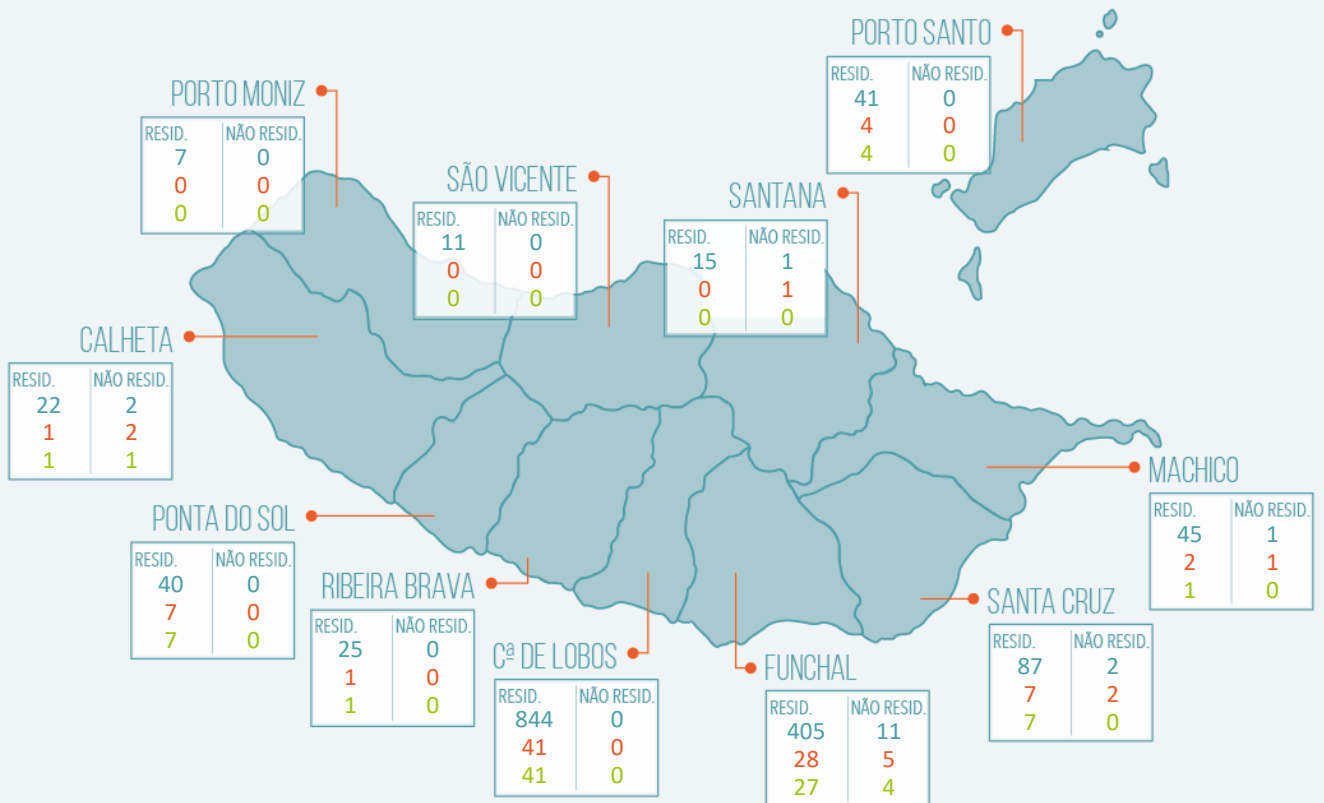 PORTO SANTO
RESID. NÃO RESID.
41 0
4 0
4 0
PORTO MONIZ
RESID. NÃO RESID.
7 0
0 0
0 0
SÃO VICENTE
RESID. NÃO RESID.
11 0
0 0
0 0
SANTANA
RESID. NÃO RESID.
15 1
0 1
0 0
CALHETA
RESID. NÃO RESID.
22 2
1 2
1 1
MACHICO
RESID. NÃO RESID.
45 1
2 1
1 0
PONTA DO SOL
RESID. NÃO RESID.
40 0
7 0
7 0
RIBEIRA BRAVA
RESID. NÃO RESID.
25 0
1 0
1 0
Cª DE LOBOS
RESID. NÃO RESID.
844 0
41 0
41 0
FUNCHAL
RESID. NÃO RESID.
405 11
28 5
27 4
SANTA CRUZ
RESID. NÃO RESID.
87 2
7 2
7 0